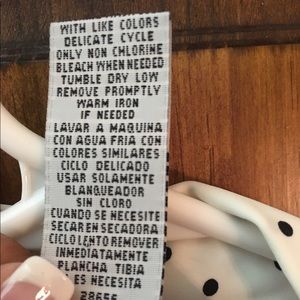 WITH LIKE COLORS
DELICATE CYCLE
ONLY NON CHLORINE
BLEACH WHEN NEEDED
TUMBLE DRY LOW
REMOVE PROMPTLY
WARM IRON
IF NEEDED
LAVAR A MAQUINA
CON AGUA FRIA CON
COLORES SIMILARES
CICLO DELICADO
USAR SOLAMENTE
BLANQUEADOR
SIN CLORO
CUANDO SE NECESITE
SECAR EN SECADORA
CICLO LENTO REMOVER
INMEDIATAMENTE
PLANCHA TIBIA
NECESITA